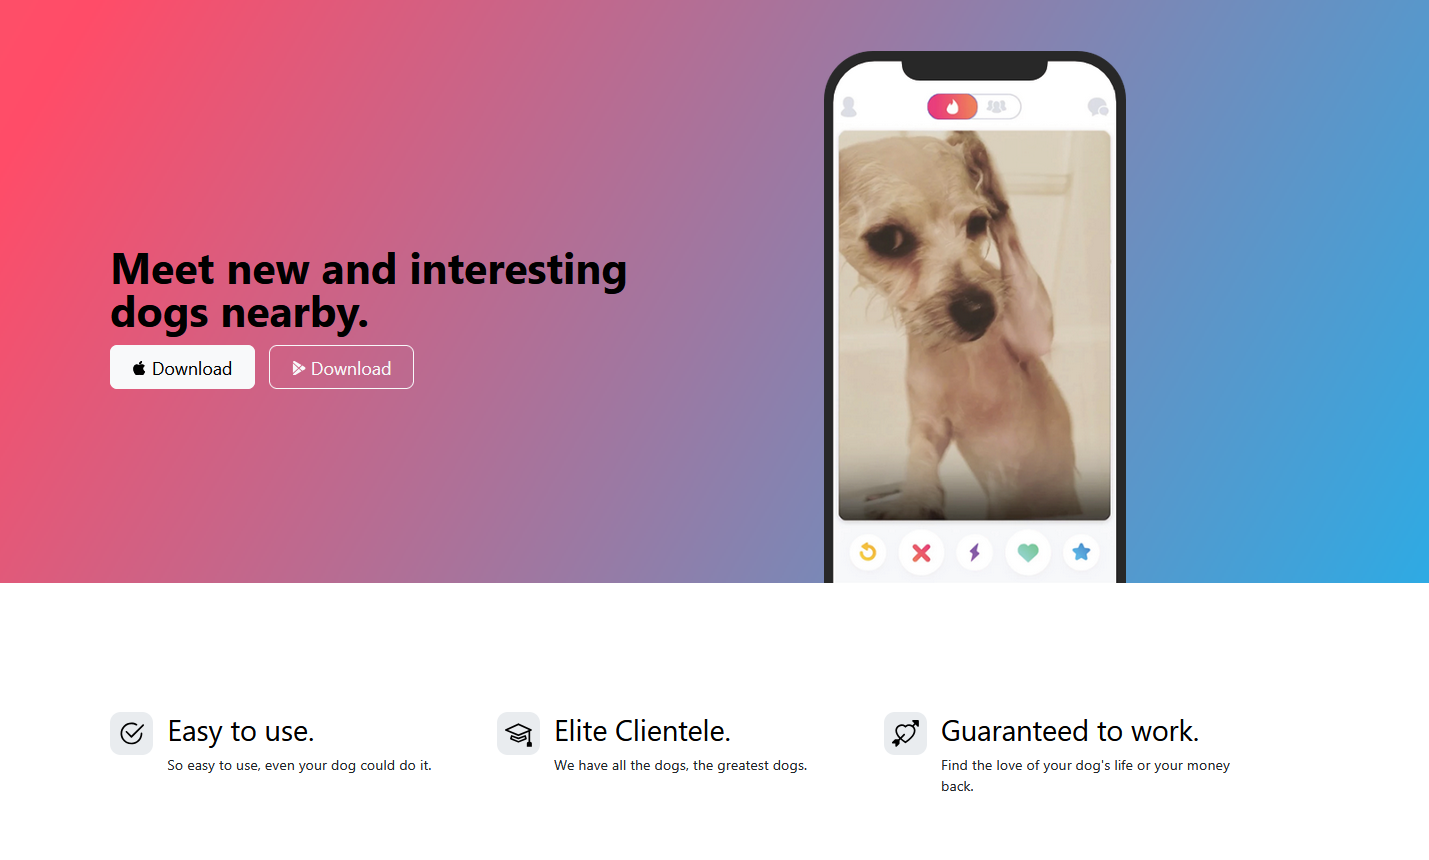 Meet new and interesting
dogs nearby.
Download
Download
Easy to use.
So easy to use, even your dog could do it.
Elite Clientele.
We have all the dogs, the greatest dogs.
Guaranteed to work.
Find the love of your dog's life or your money
back.